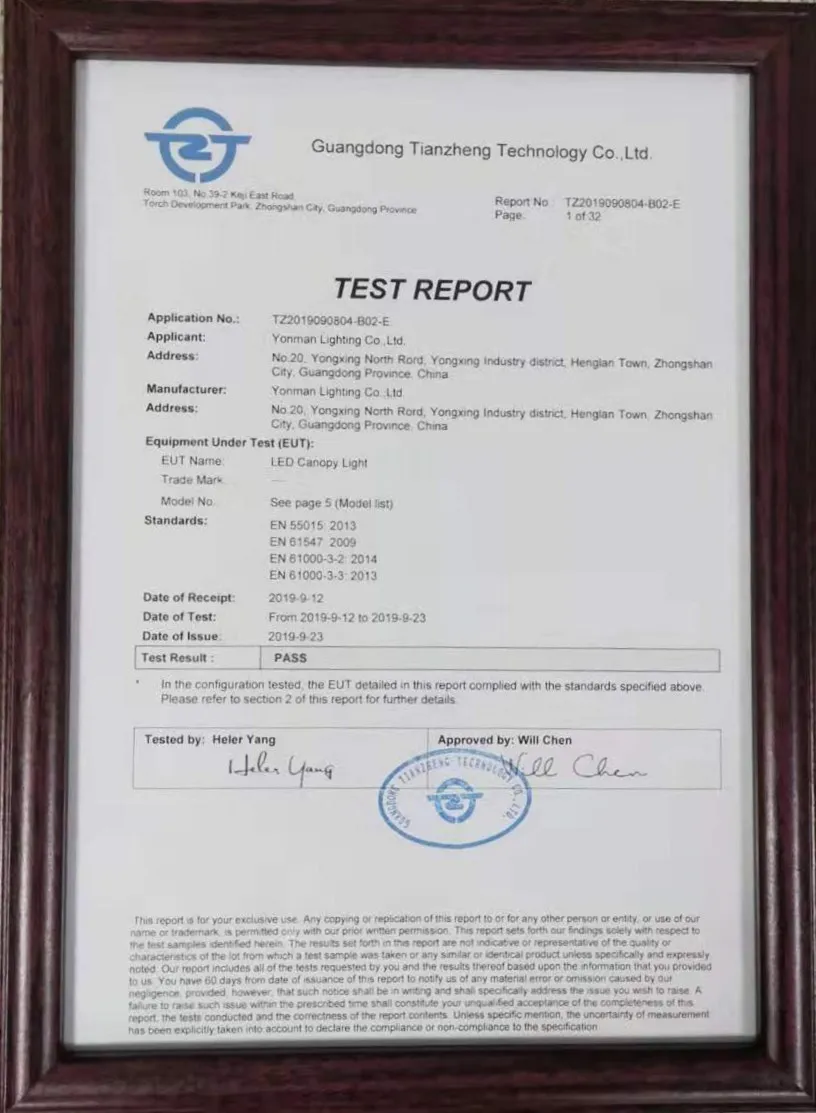 Guangdong Tianzheng Technology Co.,Ltd.
Room 103, No.39-2 Keji East Road
Torch Development Park, Zhongshan City, Guangdong Province
Report No TZ2019090804-B02-E
Page. 1 of 32
TEST REPORT
Application No.: TZ2019090804-B02-E
Applicant: Yonman Lighting Co.,Ltd.
Address: No.20, Yongxing North Rord, Yongxing Industry district, Henglan Town, Zhongshan
City, Guangdong Province, China
Manufacturer: Yonman Lighting Co.,Ltd.
Address: No.20, Yongxing North Rord, Yongxing Industry district, Henglan Town, Zhongshan
City, Guangdong Province, China
Equipment Under Test (EUT):
EUT Name: LED Canopy Light
Trade Mark: ----
Model No. See page 5 (Model list)
Standards: EN 55015: 2013
EN 61547: 2009
EN 61000-3-2: 2014
EN 61000-3-3: 2013
Date of Receipt: 2019-9-12
Date of Test: From 2019-9-12 to 2019-9-23
Date of Issue: 2019-9-23
Test Result : PASS
* In the configuration tested, the EUT detailed in this report complied with the standards specified above.
Please refer to section 2 of this report for further details.
Tested by: Heler Yang
Approved by: Will Chen
Heler Yang
Will Chen
GUANGDONG TIANZHENG TECHNOLOGY CO.,LTD.
This report is for your exclusive use. Any copying or replication of this report to or for any other person or entity, or use of our
name or trademark, is permitted only with our prior written permission. This report sets forth our findings solely with respect to
the test samples identified herein. The results set forth in this report are not indicative or representative of the quality or
characteristics of the lot from which a test sample was taken or any similar or identical product unless specifically and expressly
noted. Our report includes all of the tests requested by you and the results thereof based upon the information that you provided
to us. You have 60 days from date of issuance of this report to notify us of any material error or omission caused by our
negligence, provided, however, that such notice shall be in writing and shall specifically address the issue you wish to raise. A
failure to raise such issue within the prescribed time shall constitute your unqualified acceptance of the completeness of this
report, the tests conducted and the correctness of the report contents. Unless specific mention, the uncertainty of measurement
has been explicitly taken into account to declare the compliance or non-compliance to the specification